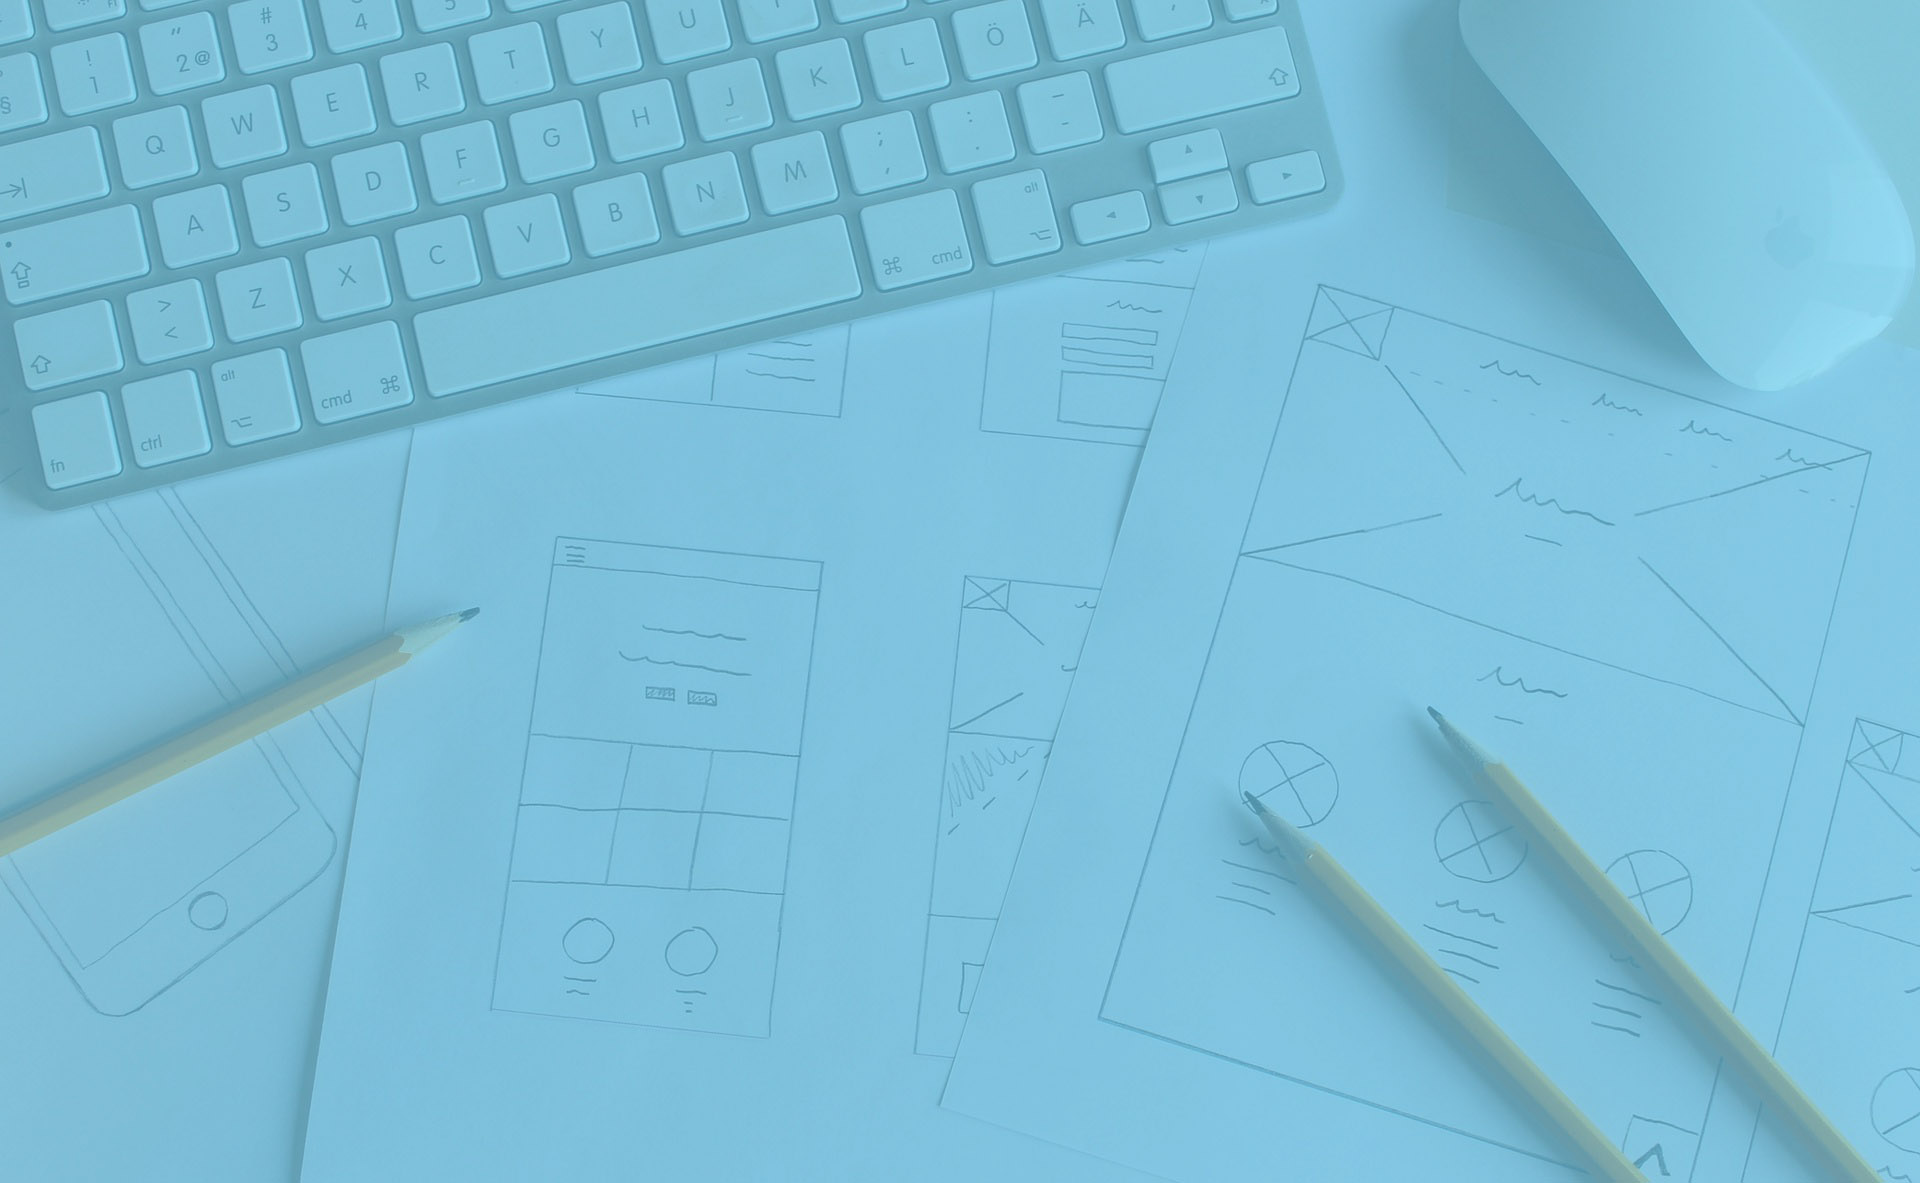 # 3
4
" 2 @
! 1
§
Q W E R T Y U
A S D F G H J K L Ö Ä
> < Z X C V B N M ; , : . _ -
fn ctrl alt cmd ⌘ ⌘ cmd alt